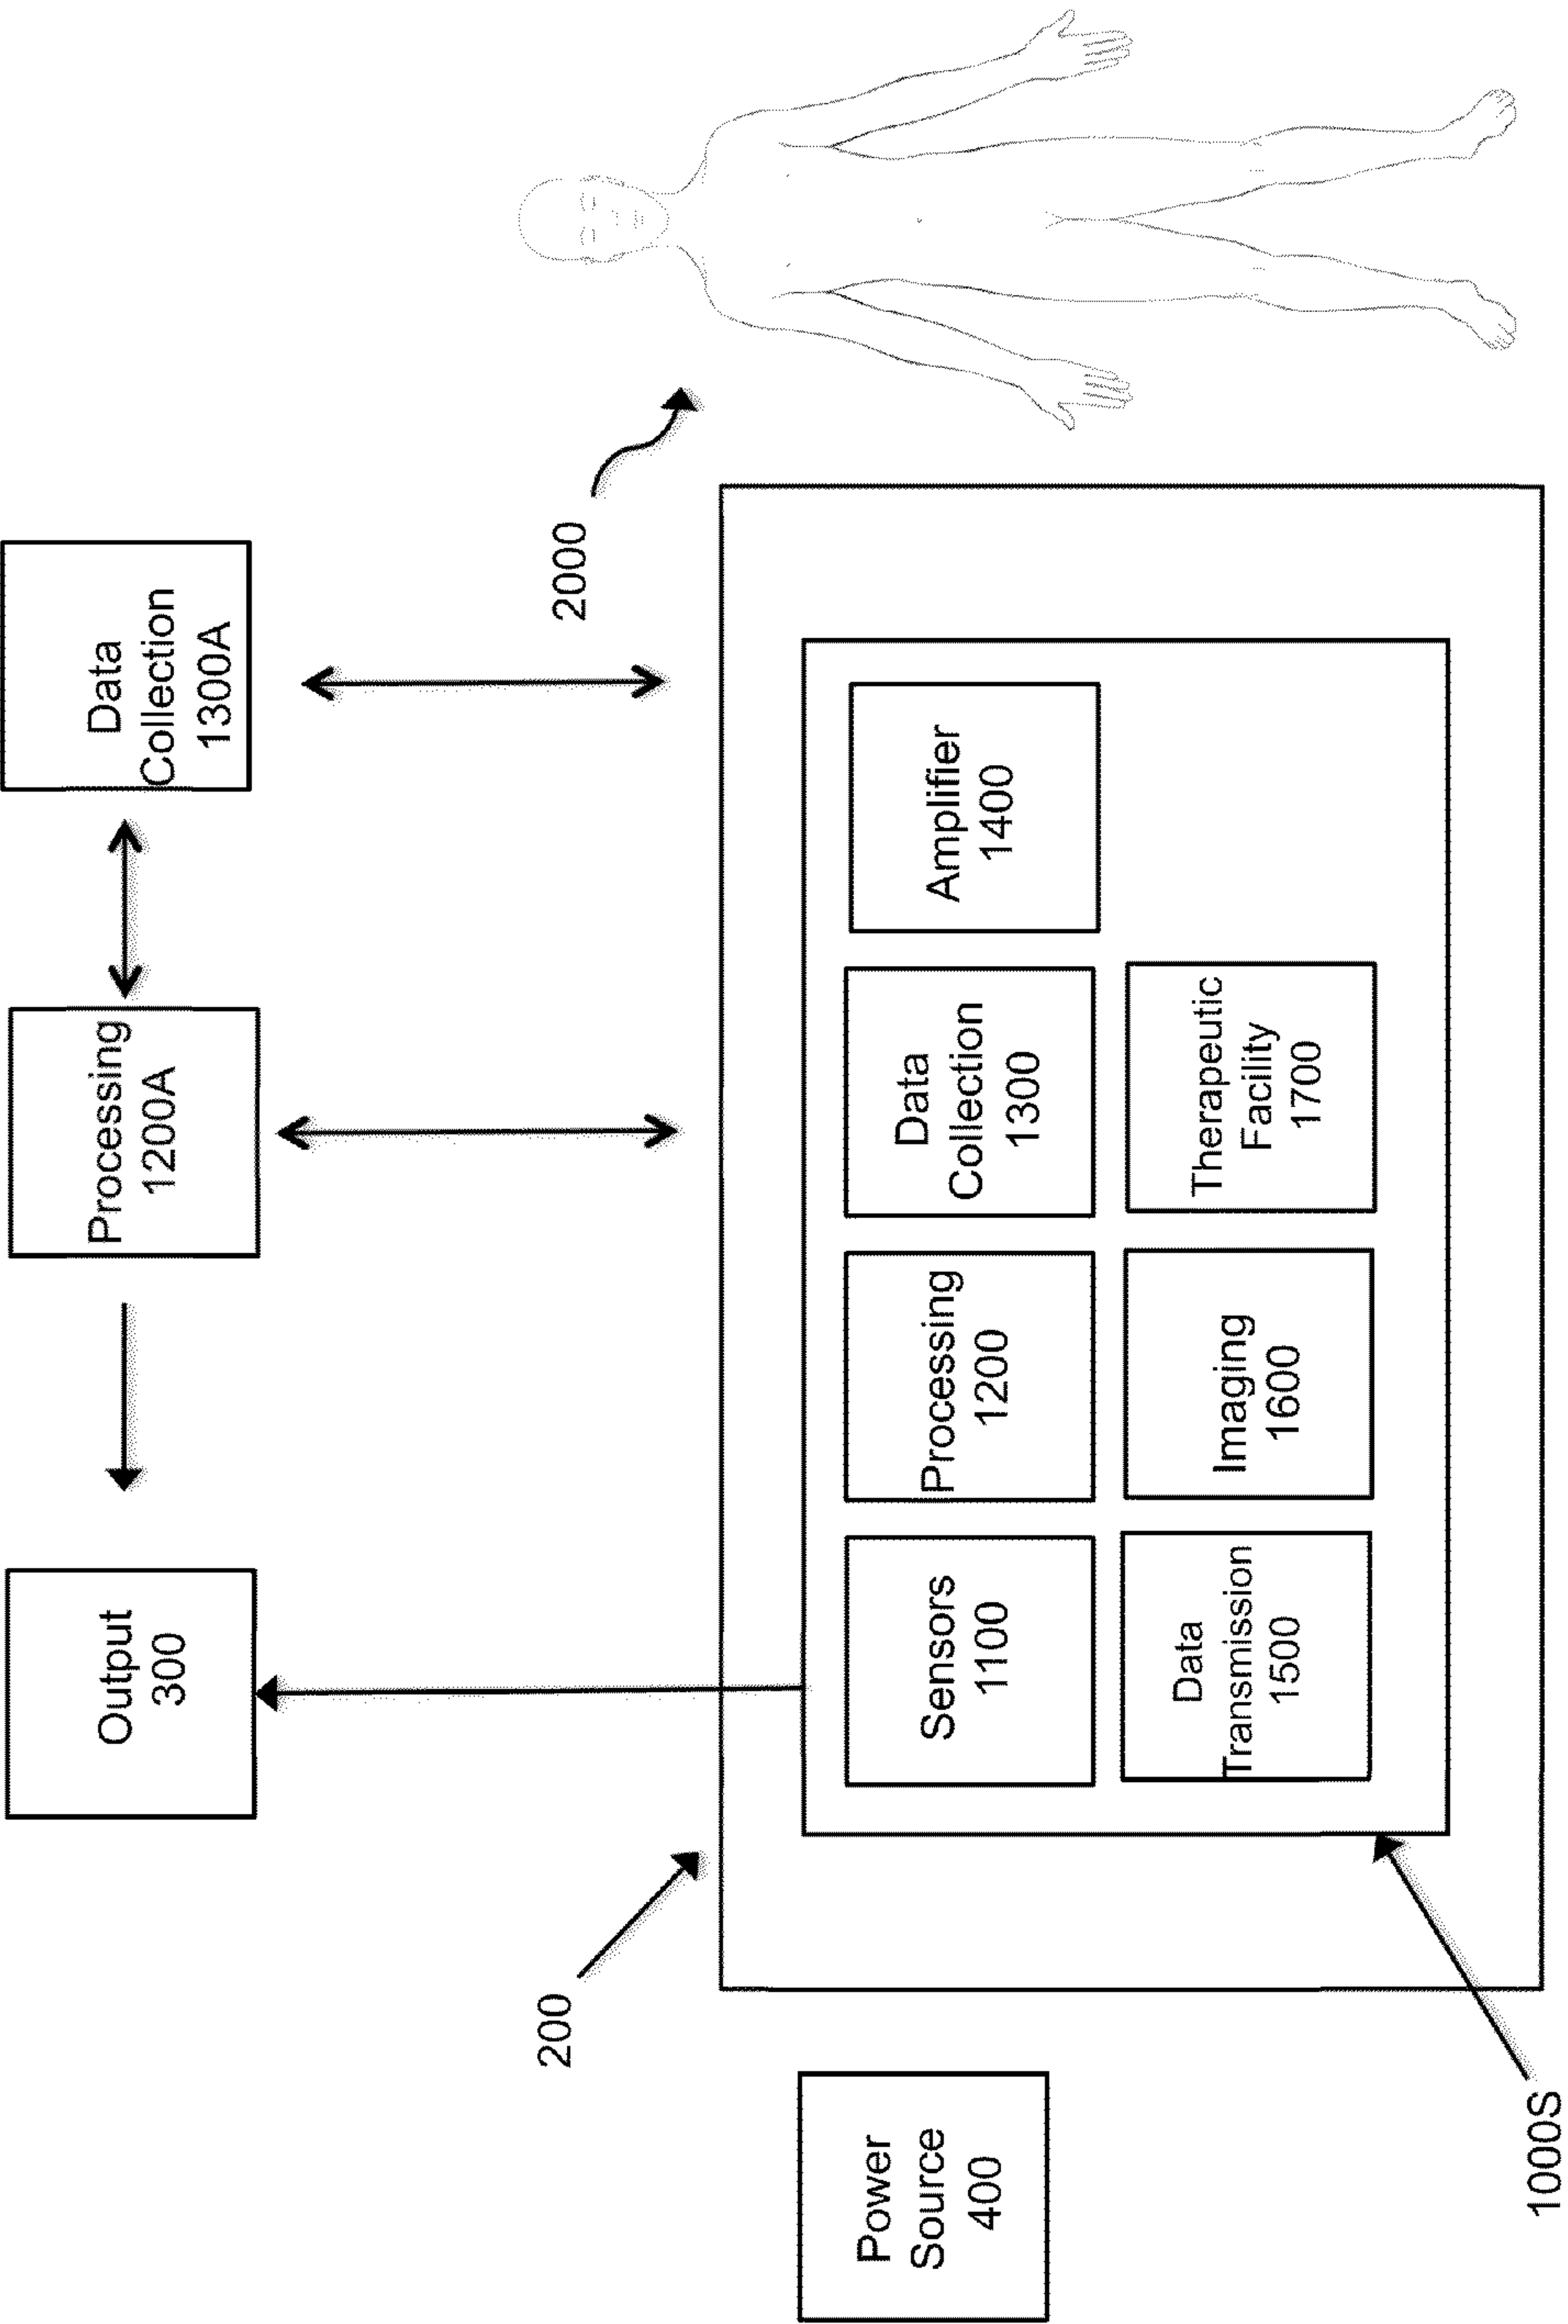 Output
300
Processing
1200A
Data
Collection
1300A
200
2000
Power
Source
400
Sensors
1100
Processing
1200
Data
Collection
1300
Amplifier
1400
Data
Transmission
1500
Imaging
1600
Therapeutic
Facility
1700
1000S